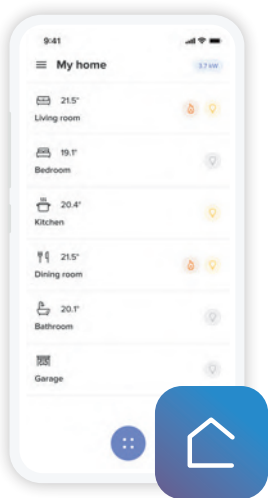 9:41
My home
3.7 kW
21.5°
Living room
19.1°
Bedroom
20.4°
Kitchen
21.5°
Dining room
20.1°
Bathroom
Garage